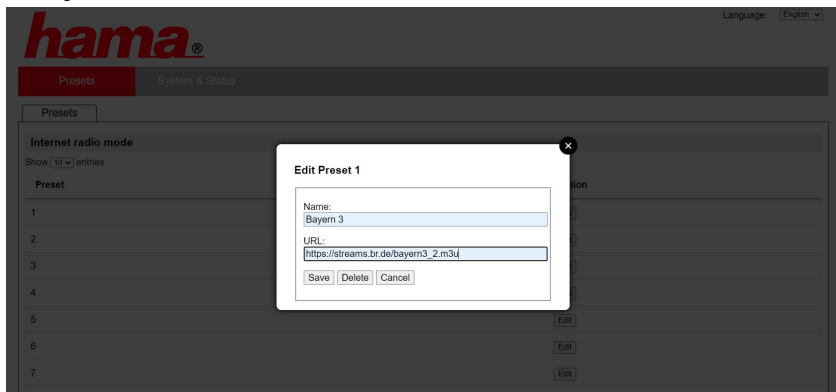 Language: English
hama®
Presets System & Status
Presets
Internet radio mode
Show 10 entries
Preset
1
2
3
4
5 Edit
6 Edit
7 Edit
Edit Preset 1
Name:
Bayern 3
URL:
https://streams.br.de/bayern3_2.m3u
Save Delete Cancel